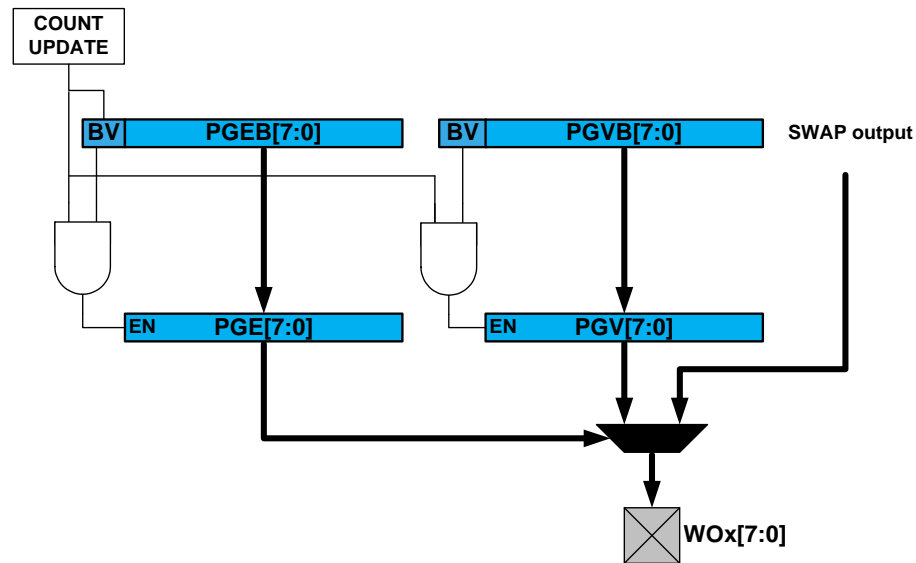 COUNT
UPDATE
BV PGEB[7:0]
BV PGVB[7:0]
SWAP output
EN PGE[7:0]
EN PGV[7:0]
WOx[7:0]